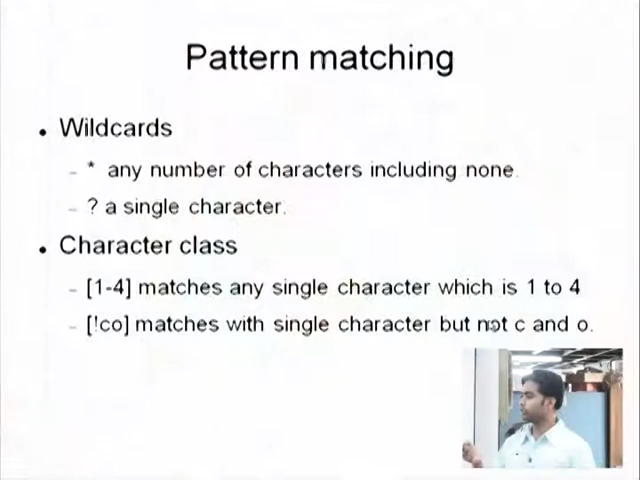 Pattern matching
• Wildcards
– * any number of characters including none.
– ? a single character.
• Character class
– [1-4] matches any single character which is 1 to 4
– [!co] matches with single character but not c and o.